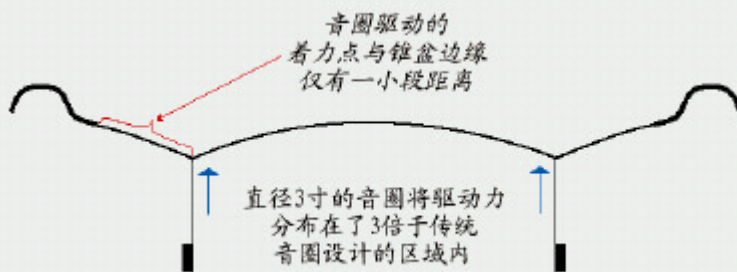 音圈驱动的
着力点与锥盆边缘
仅有一小段距离
直径3寸的音圈将驱动力
分布在了3倍于传统
音圈设计的区域内